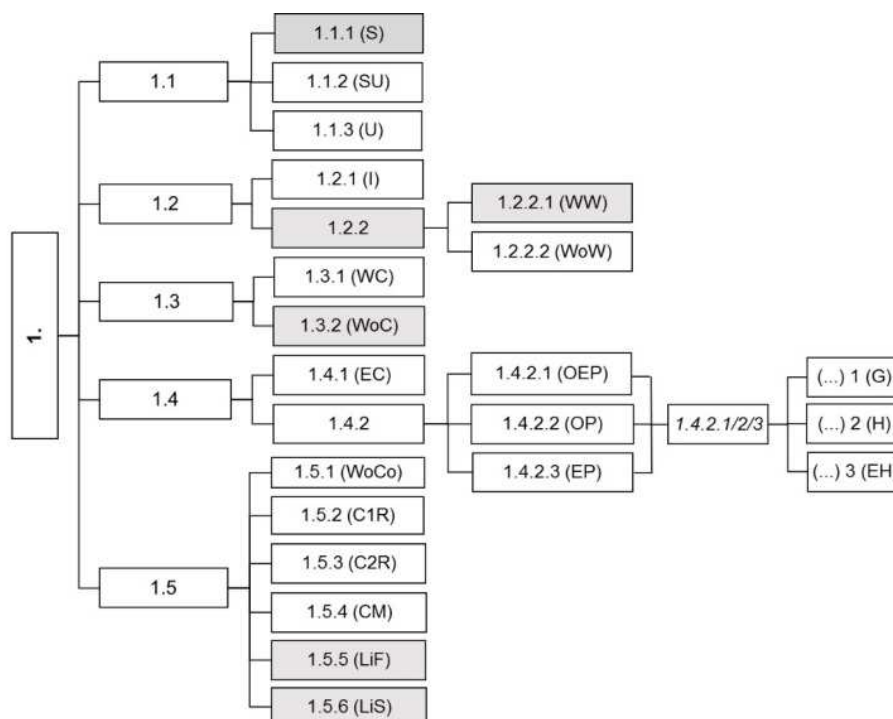 1.
1.1
1.1.1 (S)
1.1.2 (SU)
1.1.3 (U)
1.2
1.2.1 (I)
1.2.2
1.2.2.1 (WW)
1.2.2.2 (WoW)
1.3
1.3.1 (WC)
1.3.2 (WoC)
1.4
1.4.1 (EC)
1.4.2
1.4.2.1 (OEP)
1.4.2.2 (OP)
1.4.2.3 (EP)
1.4.2.1/2/3
(...) 1 (G)
(...) 2 (H)
(...) 3 (EH
1.5
1.5.1 (WoCo)
1.5.2 (C1R)
1.5.3 (C2R)
1.5.4 (CM)
1.5.5 (LiF)
1.5.6 (LiS)